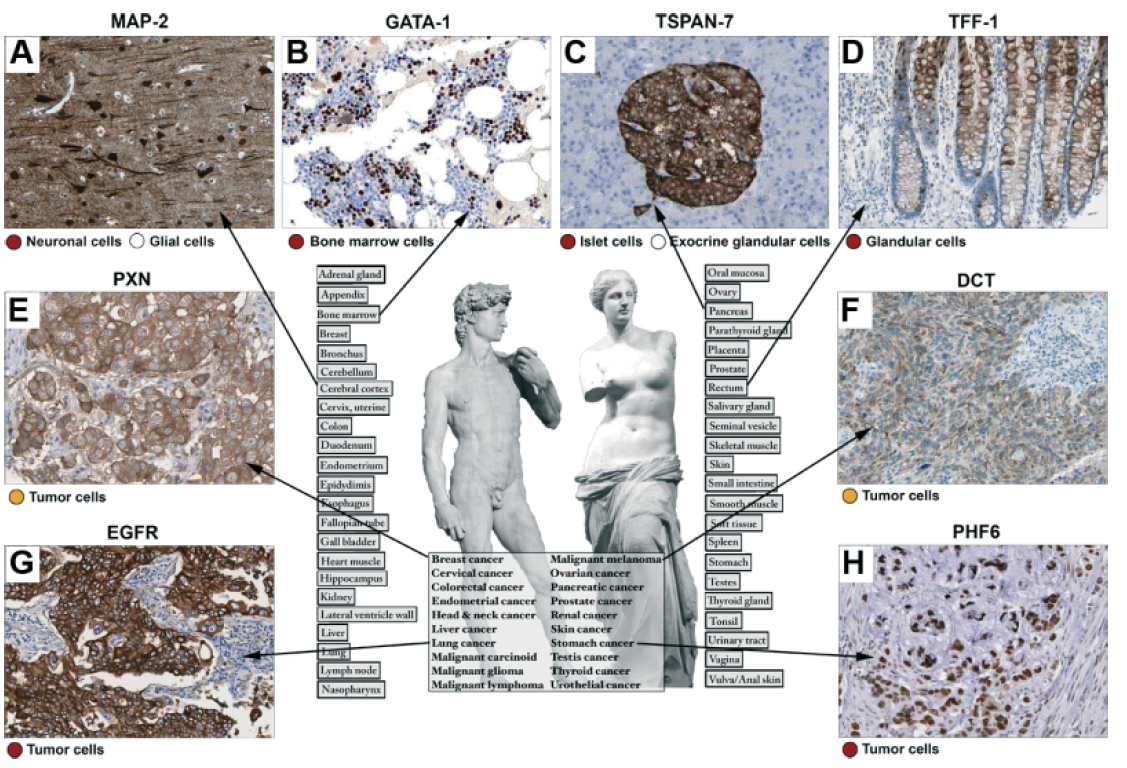 MAP-2
GATA-1
TSPAN-7
TFF-1
A
B
C
D
Neuronal cells
Glial cells
Bone marrow cells
Islet cells
Exocrine glandular cells
Glandular cells
PXN
DCT
E
F
Tumor cells
Tumor cells
EGFR
PHF6
G
H
Tumor cells
Tumor cells
Adrenal gland
Appendix
Bone marrow
Breast
Bronchus
Cerebellum
Cerebral cortex
Cervix, uterine
Colon
Duodenum
Endometrium
Epidydimis
Esophagus
Fallopian tube
Gall bladder
Heart muscle
Hippocampus
Kidney
Lateral ventricle wall
Liver
Lung
Lymph node
Nasopharynx
Oral mucosa
Ovary
Pancreas
Parathyroid gland
Placenta
Prostate
Rectum
Salivary gland
Seminal vesicle
Skeletal muscle
Skin
Small intestine
Smooth muscle
Soft tissue
Spleen
Stomach
Testes
Thyroid gland
Tonsil
Urinary tract
Vagina
Vulva/Anal skin
Breast cancer
Cervical cancer
Colorectal cancer
Endometrial cancer
Head & neck cancer
Liver cancer
Lung cancer
Malignant carcinoid
Malignant glioma
Malignant lymphoma
Malignant melanoma
Ovarian cancer
Pancreatic cancer
Prostate cancer
Renal cancer
Skin cancer
Stomach cancer
Testis cancer
Thyroid cancer
Urothelial cancer